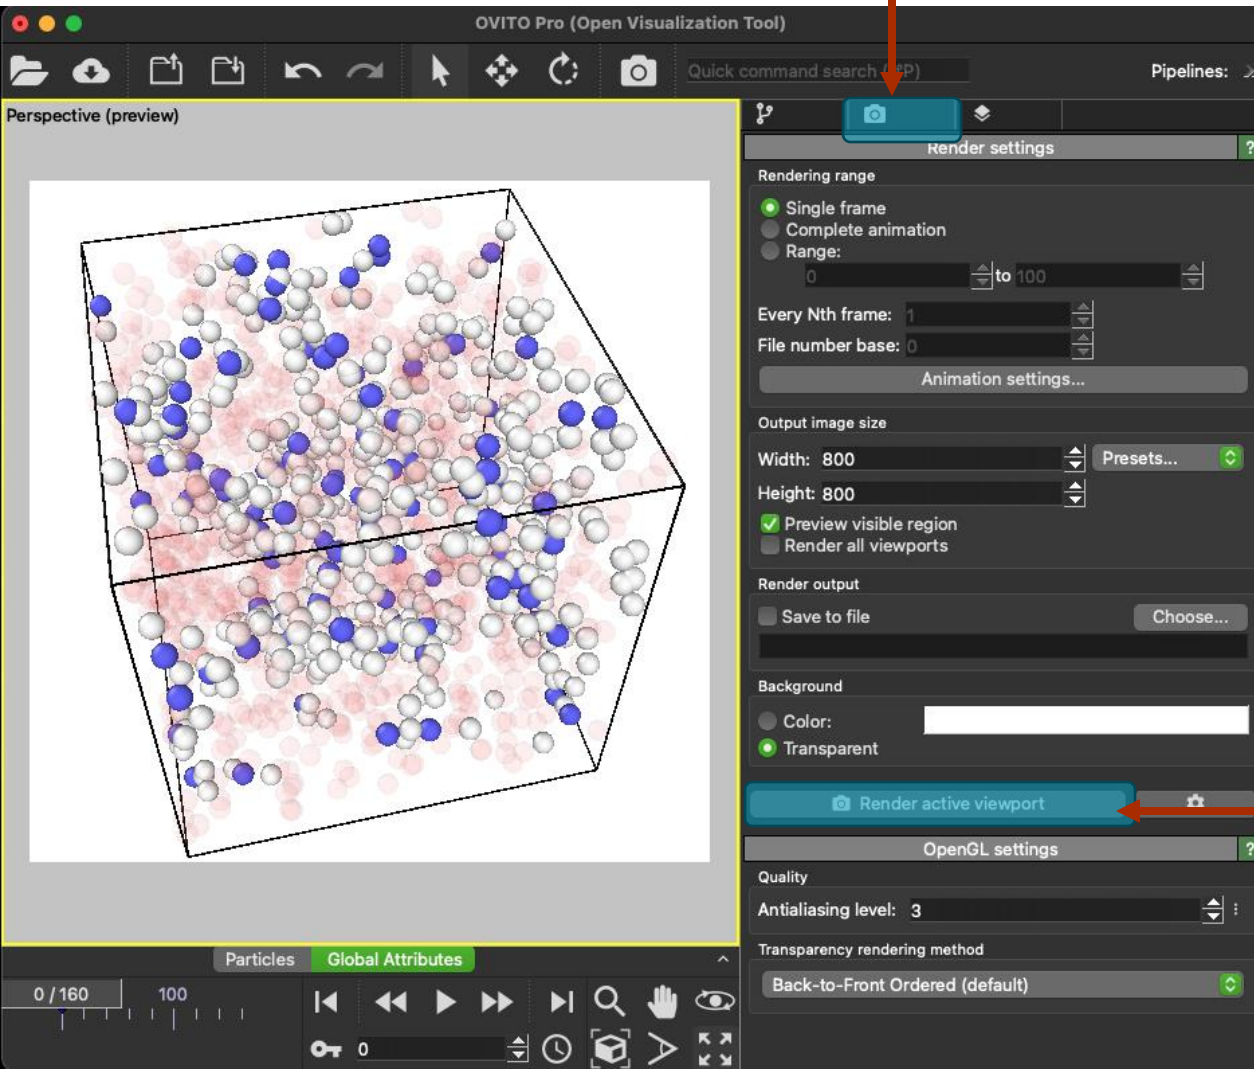 OVITO Pro (Open Visualization Tool)
Quick command search (⌘P)
Pipelines:
Perspective (preview)
Render settings
?
Rendering range
Single frame
Complete animation
Range:
0 to 100
Every Nth frame: 1
File number base: 0
Animation settings...
Output image size
Width: 800 Presets...
Height: 800
Preview visible region
Render all viewports
Render output
Save to file Choose...
Background
Color:
Transparent
Render active viewport
OpenGL settings
?
Quality
Antialiasing level: 3
Transparency rendering method
Back-to-Front Ordered (default)
Particles Global Attributes
0 / 160 100
0